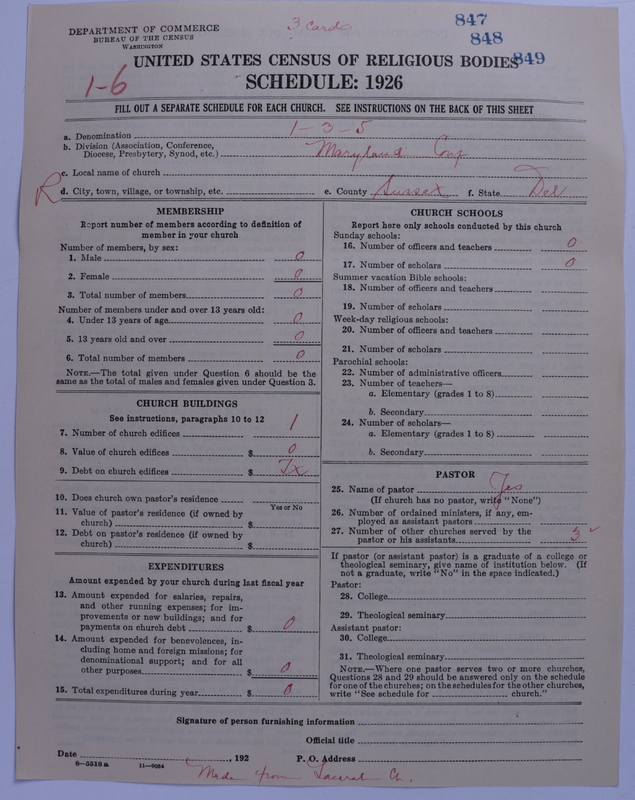 DEPARTMENT OF COMMERCE
BUREAU OF THE CENSUS
WASHINGTON
3 cards
847
848
849
1-6
UNITED STATES CENSUS OF RELIGIOUS BODIES
SCHEDULE: 1926
FILL OUT A SEPARATE SCHEDULE FOR EACH CHURCH. SEE INSTRUCTIONS ON THE BACK OF THIS SHEET
a. Denomination 1-3-5
b. Division (Association, Conference, Diocese, Presbytery, Synod, etc.) Maryland Conf
c. Local name of church
R
d. City, town, village, or township, etc. e. County Sussex f. State Del
MEMBERSHIP
Report number of members according to definition of
member in your church
Number of members, by sex:
1. Male 0
2. Female 0
3. Total number of members 0
Number of members under and over 13 years old:
4. Under 13 years of age 0
5. 13 years old and over 0
6. Total number of members 0
NOTE.—The total given under Question 6 should be the
same as the total of males and females given under Question 3.
CHURCH BUILDINGS
See instructions, paragraphs 10 to 12
7. Number of church edifices 1
8. Value of church edifices $ 0
9. Debt on church edifices $ Jx
10. Does church own pastor's residence
Yes or No
11. Value of pastor's residence (if owned by
church) $
12. Debt on pastor's residence (if owned by
church) $
EXPENDITURES
Amount expended by your church during last fiscal year
13. Amount expended for salaries, repairs,
and other running expenses; for im-
provements or new buildings; and for
payments on church debt $ 0
14. Amount expended for benevolences, in-
cluding home and foreign missions; for
denominational support; and for all
other purposes $ 0
15. Total expenditures during year $ 0
CHURCH SCHOOLS
Report here only schools conducted by this church
Sunday schools:
16. Number of officers and teachers 0
17. Number of scholars 0
Summer vacation Bible schools:
18. Number of officers and teachers
19. Number of scholars
Week-day religious schools:
20. Number of officers and teachers
21. Number of scholars
Parochial schools:
22. Number of administrative officers
23. Number of teachers—
a. Elementary (grades 1 to 8)
b. Secondary
24. Number of scholars—
a. Elementary (grades 1 to 8)
b. Secondary
PASTOR
25. Name of pastor Yes
(If church has no pastor, write "None")
26. Number of ordained ministers, if any, em-
ployed as assistant pastors
27. Number of other churches served by the
pastor or his assistants 3
If pastor (or assistant pastor) is a graduate of a college or
theological seminary, give name of institution below. (If
not a graduate, write "No" in the space indicated.)
Pastor:
28. College
29. Theological seminary
Assistant pastor:
30. College
31. Theological seminary
NOTE.—Where one pastor serves two or more churches,
Questions 28 and 29 should be answered only on the schedule
for one of the churches; on the schedules for the other churches,
write "See schedule for church."
Signature of person furnishing information
Official title
Date , 192 P. O. Address
8-5518a 11-9034
Made from Laurel Ch.